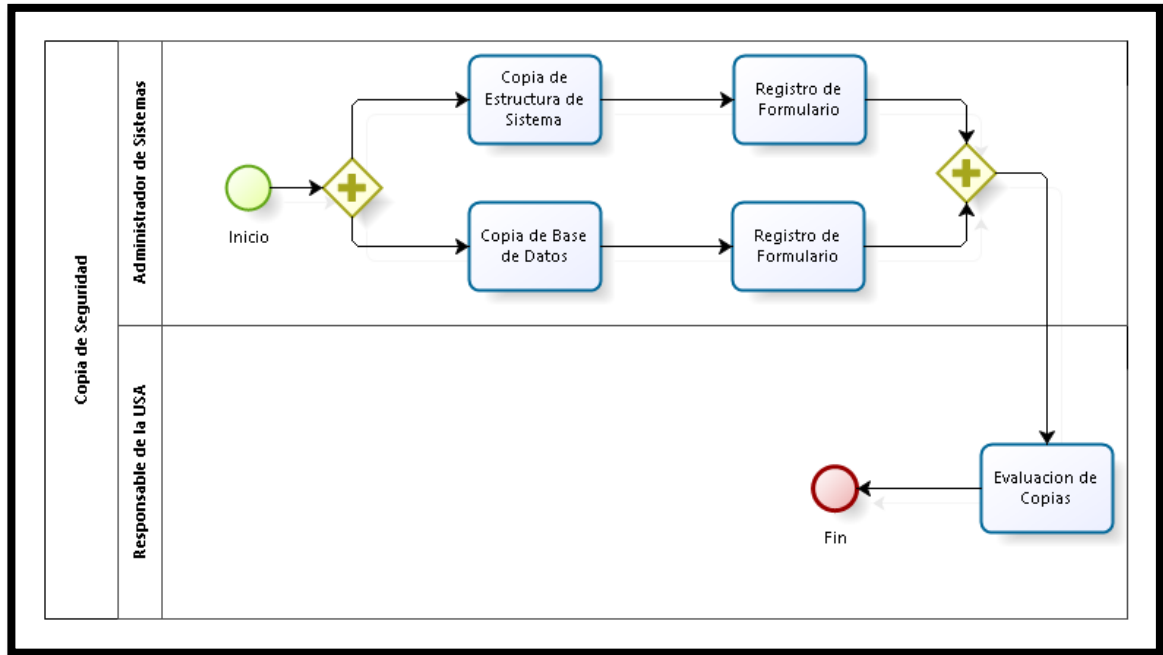 Copia de Seguridad
Administrador de Sistemas
Inicio
Copia de
Estructura de
Sistema
Registro de
Formulario
Copia de Base
de Datos
Registro de
Formulario
Responsable de la USA
Evaluacion de
Copias
Fin